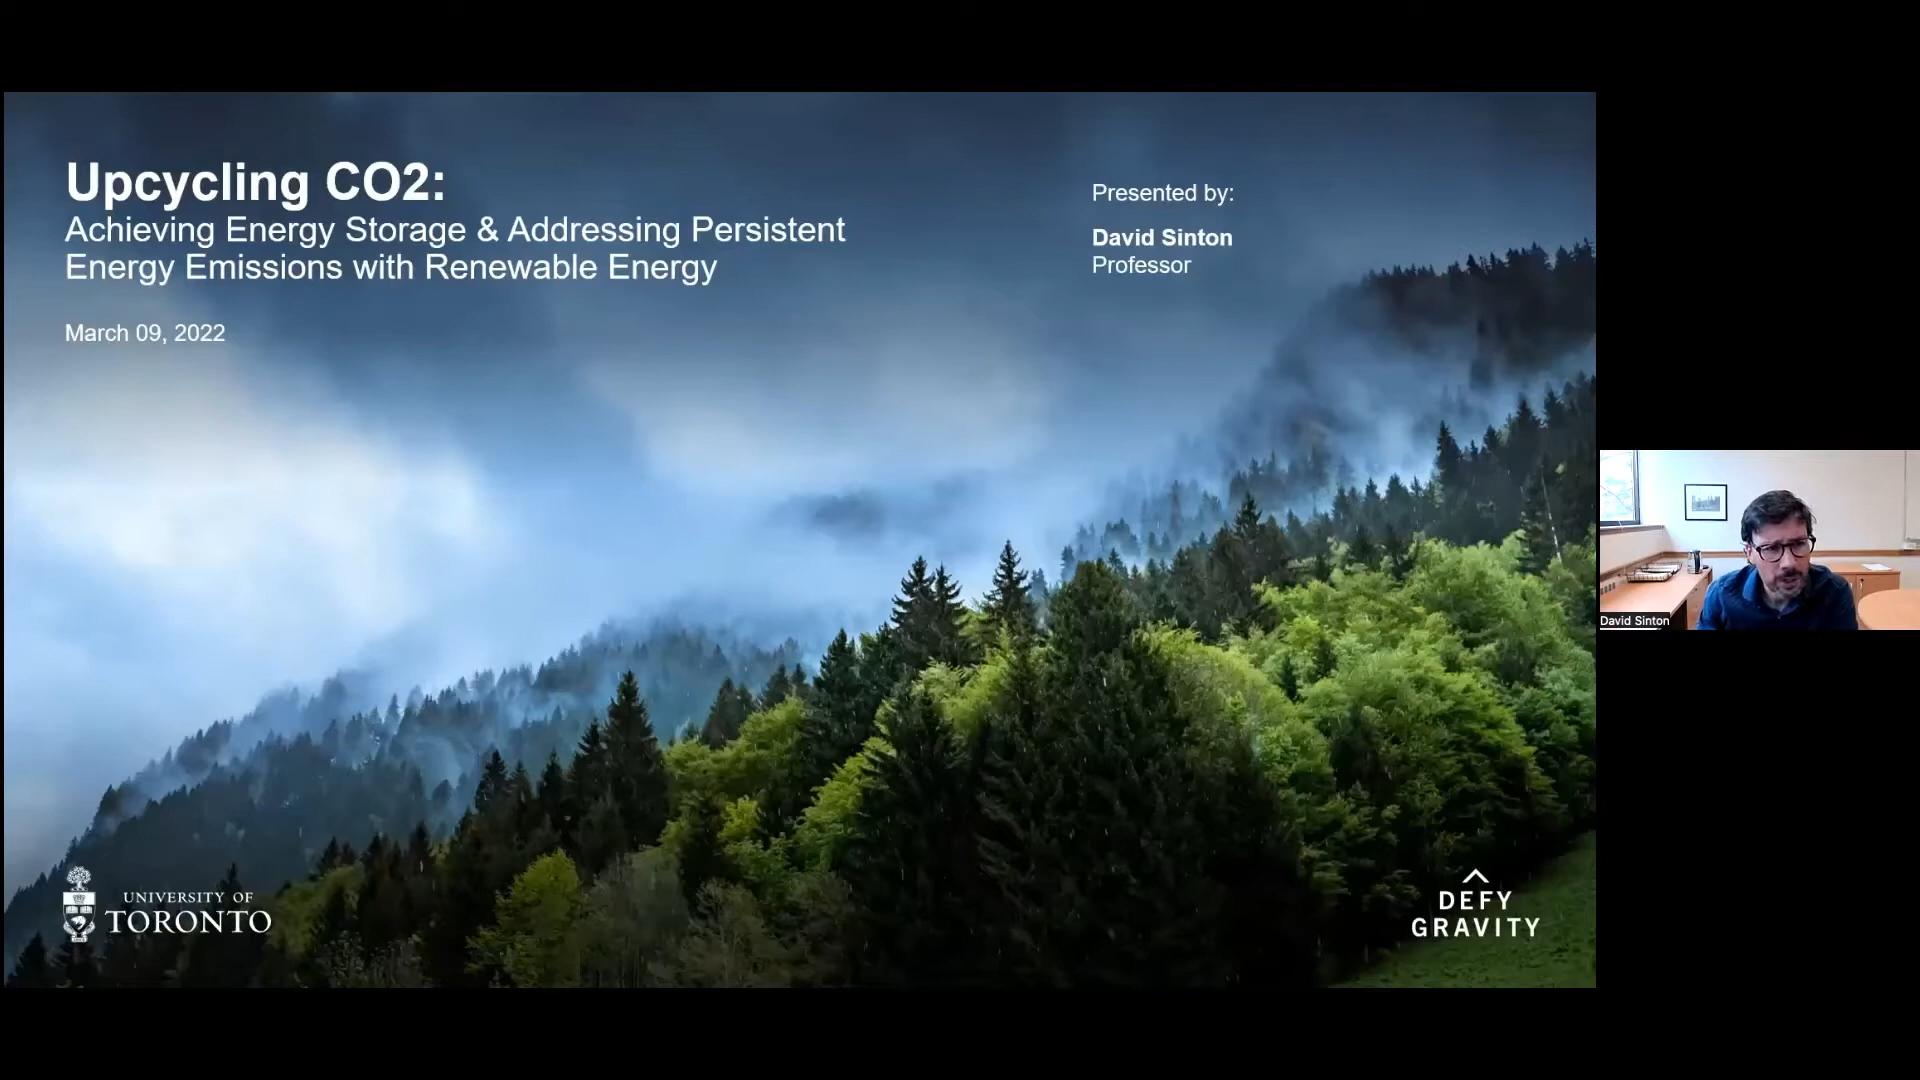 Upcycling CO2:
Achieving Energy Storage & Addressing Persistent
Energy Emissions with Renewable Energy
March 09, 2022
Presented by:
David Sinton
Professor
UNIVERSITY OF
TORONTO
DEFY
GRAVITY
David Sinton